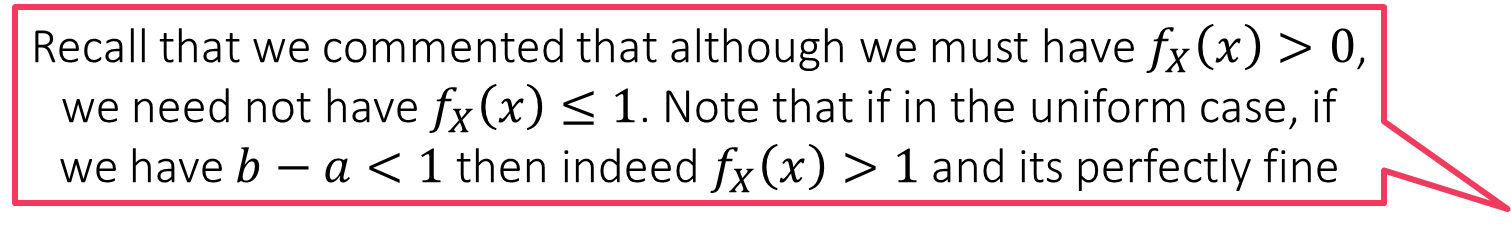 Recall that we commented that although we must have f_X(x) > 0,
we need not have f_X(x) ≤ 1. Note that if in the uniform case, if
we have b − a < 1 then indeed f_X(x) > 1 and its perfectly fine